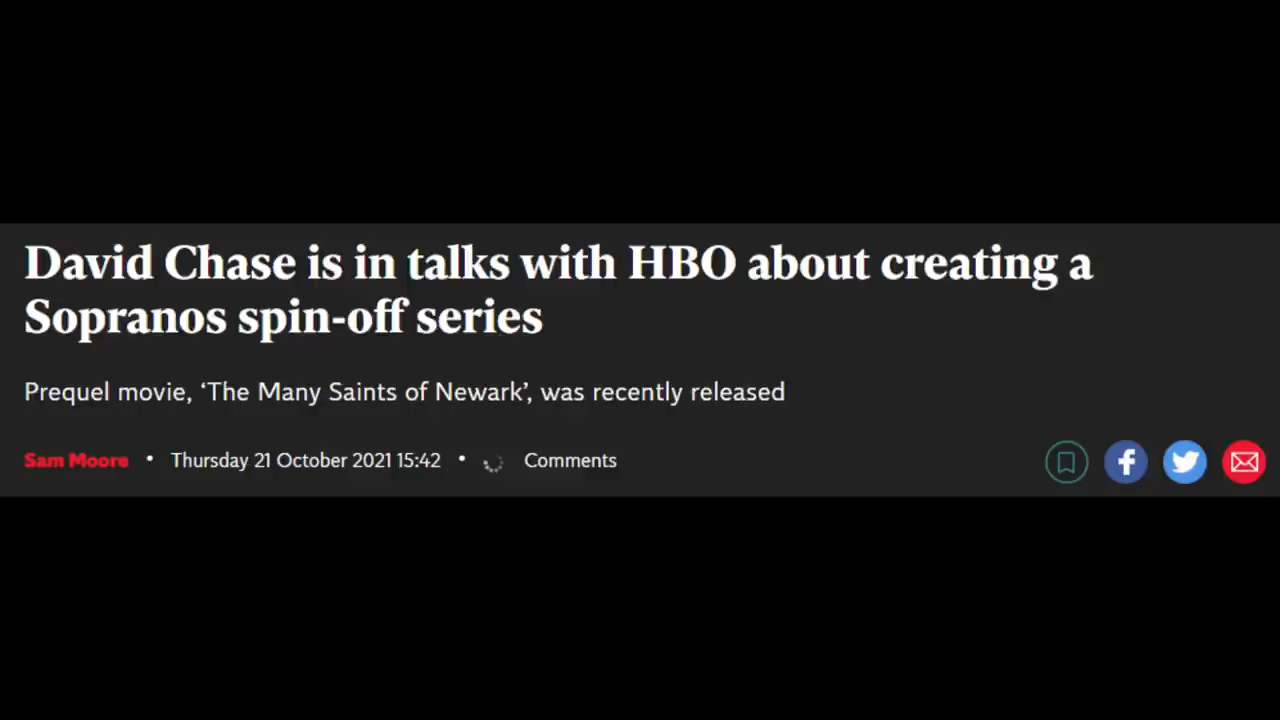 David Chase is in talks with HBO about creating a
Sopranos spin-off series
Prequel movie, ‘The Many Saints of Newark’, was recently released
Sam Moore • Thursday 21 October 2021 15:42 • Comments